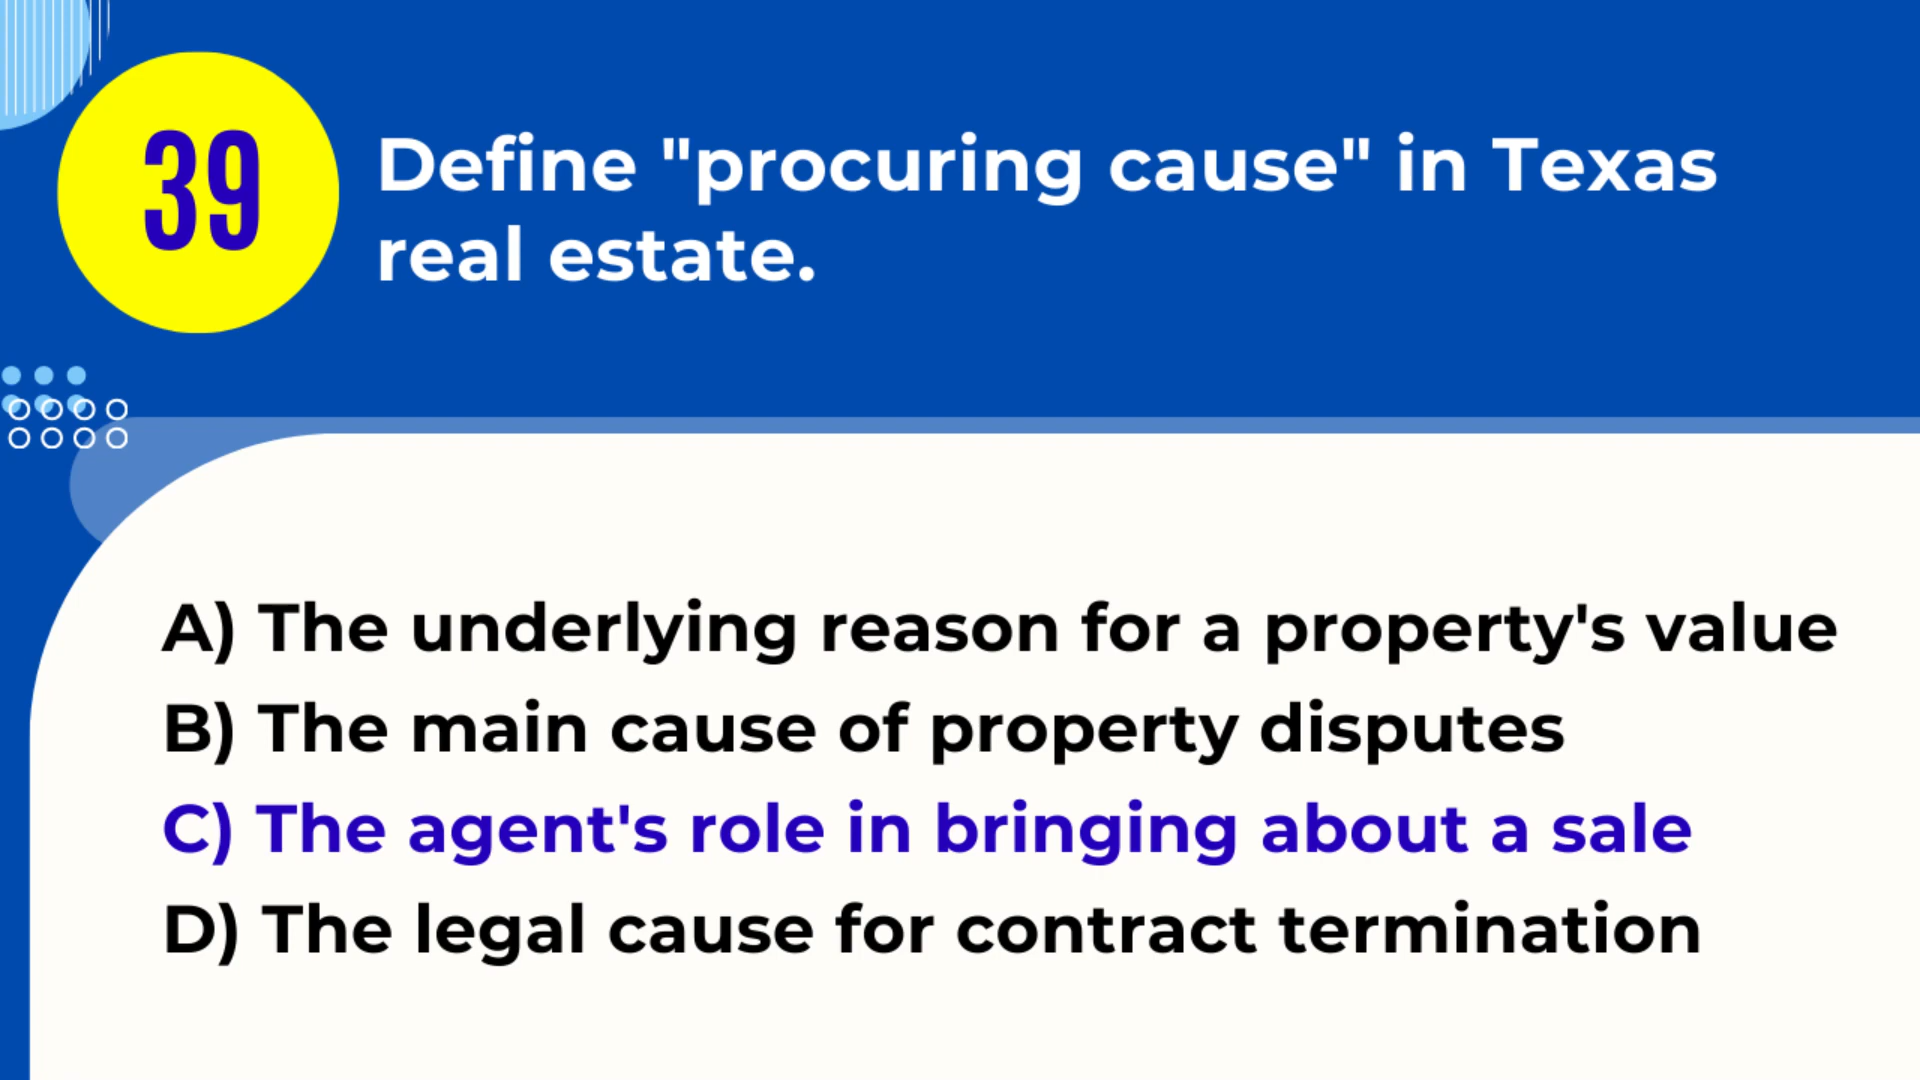 39
Define "procuring cause" in Texas
real estate.
A) The underlying reason for a property's value
B) The main cause of property disputes
C) The agent's role in bringing about a sale
D) The legal cause for contract termination